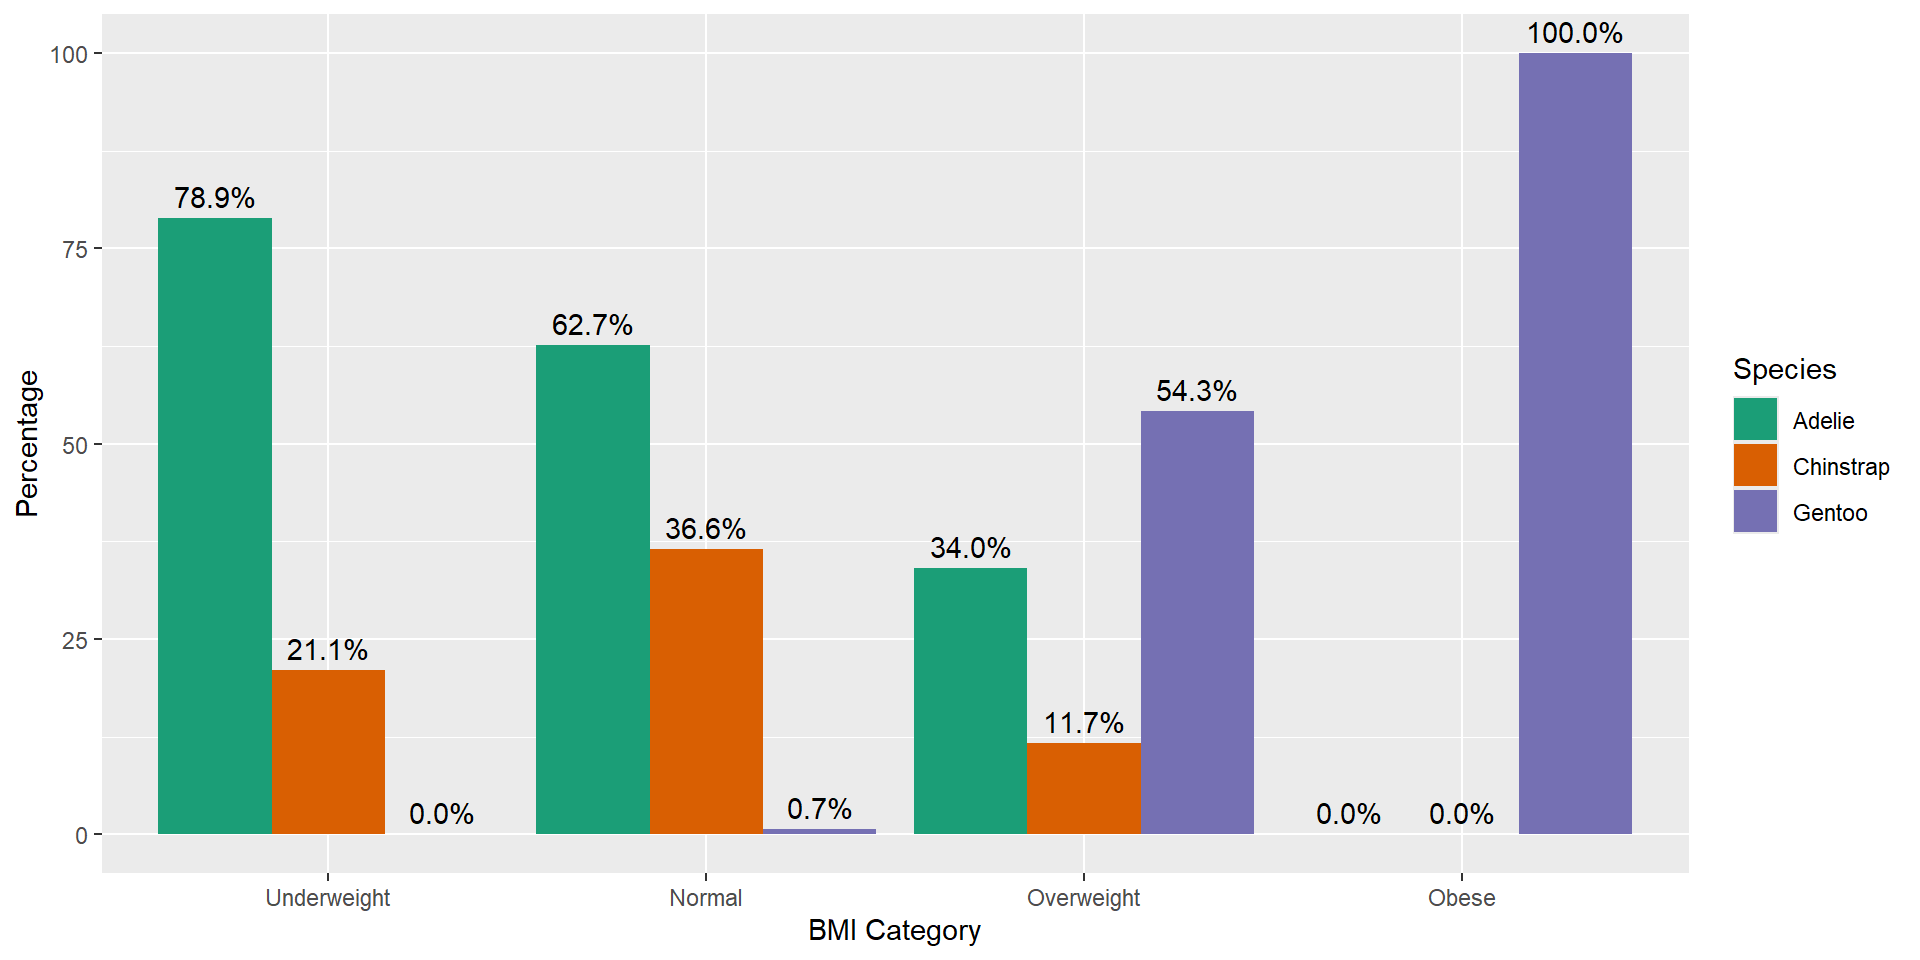 100.0%
100
78.9%
75
62.7%
Species
54.3%
Adelie
50
Chinstrap
Percentage
36.6%
34.0%
Gentoo
25
21.1%
11.7%
0.0%
0.7%
0.0%
0.0%
0
Underweight
Normal
Overweight
Obese
BMI Category